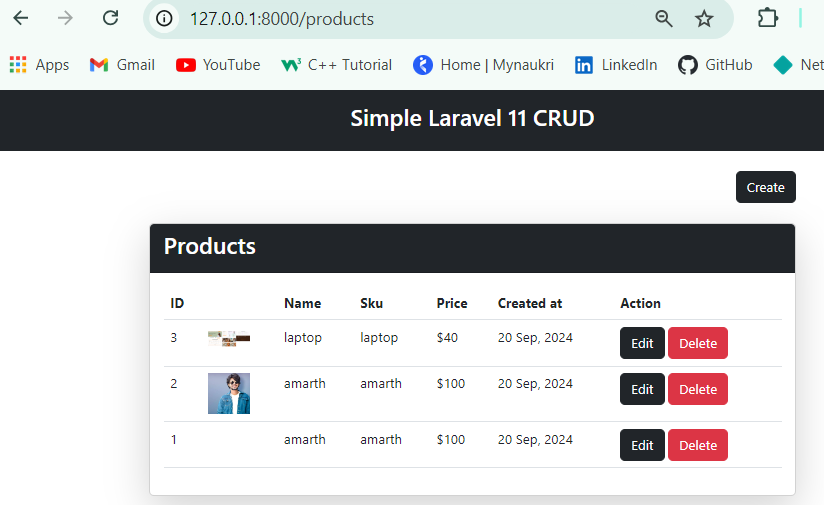 127.0.0.1:8000/products
Apps Gmail YouTube C++ Tutorial Home | Mynaukri LinkedIn GitHub Net
Simple Laravel 11 CRUD
Create
Products
ID Name Sku Price Created at Action
3 laptop laptop $40 20 Sep, 2024 Edit Delete
2 amarth amarth $100 20 Sep, 2024 Edit Delete
1 amarth amarth $100 20 Sep, 2024 Edit Delete